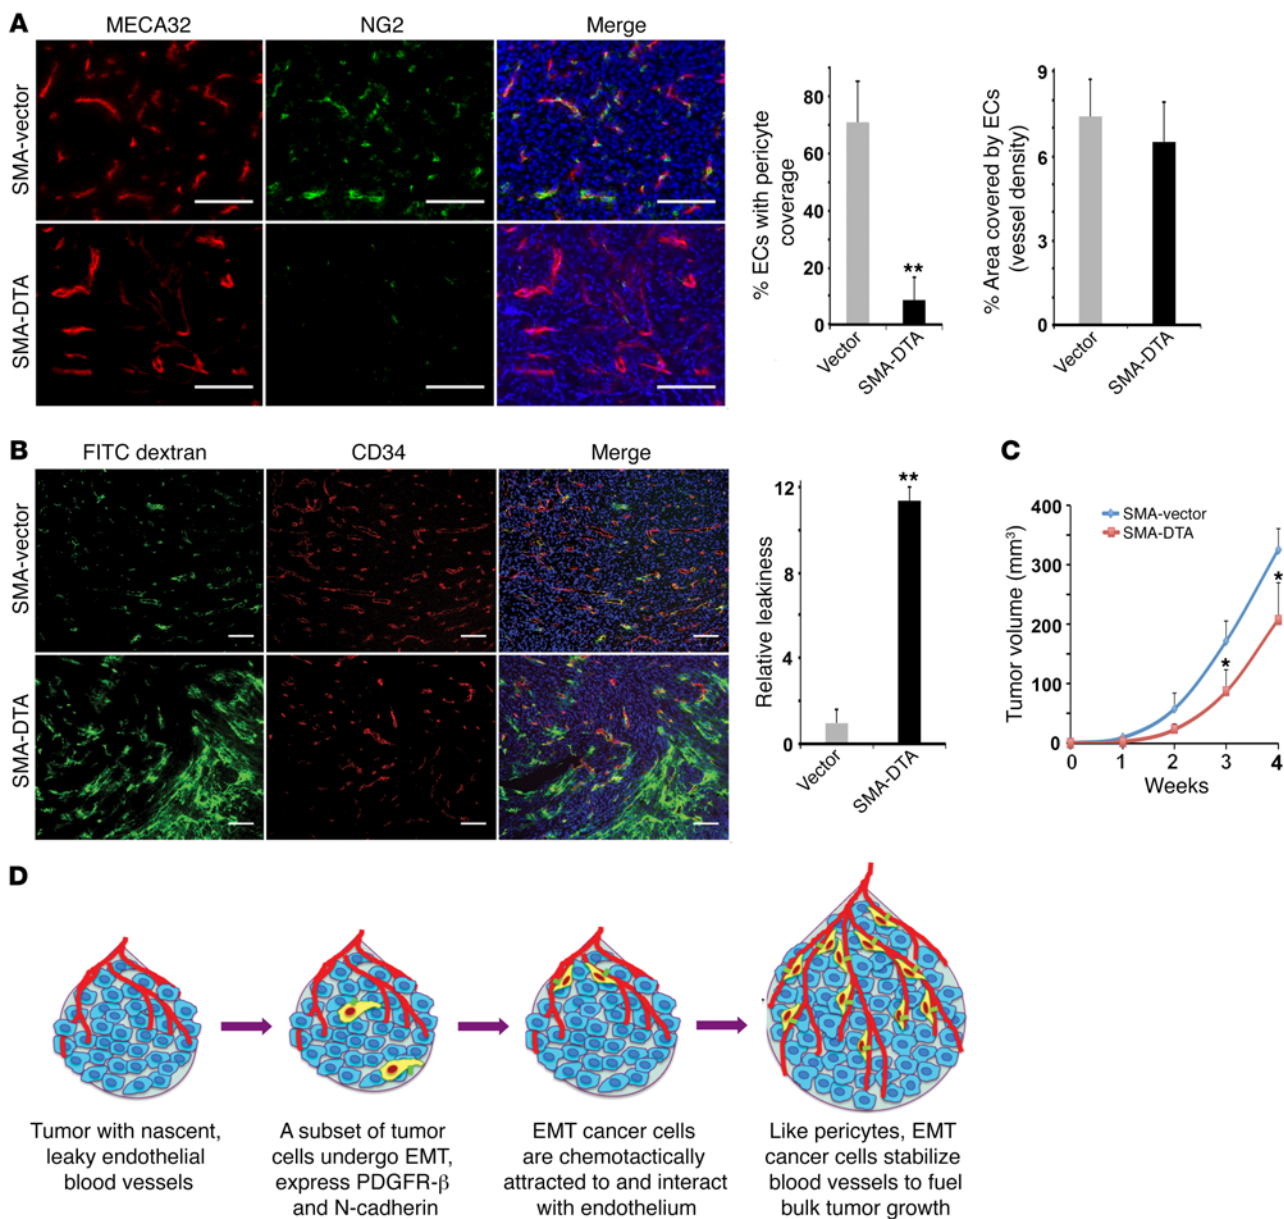 A
MECA32
NG2
Merge
SMA-vector
SMA-DTA
% ECs with pericyte
coverage
80
60
40
20
0
**
Vector
SMA-DTA
% Area covered by ECs
(vessel density)
9
6
3
0
Vector
SMA-DTA
B
FITC dextran
CD34
Merge
SMA-vector
SMA-DTA
Relative leakiness
12
8
4
0
**
Vector
SMA-DTA
C
Tumor volume (mm³)
400
300
200
100
0
SMA-vector
SMA-DTA
*
*
0 1 2 3 4
Weeks
D
Tumor with nascent,
leaky endothelial
blood vessels
A subset of tumor
cells undergo EMT,
express PDGFR-β
and N-cadherin
EMT cancer cells
are chemotactically
attracted to and interact
with endothelium
Like pericytes, EMT
cancer cells stabilize
blood vessels to fuel
bulk tumor growth